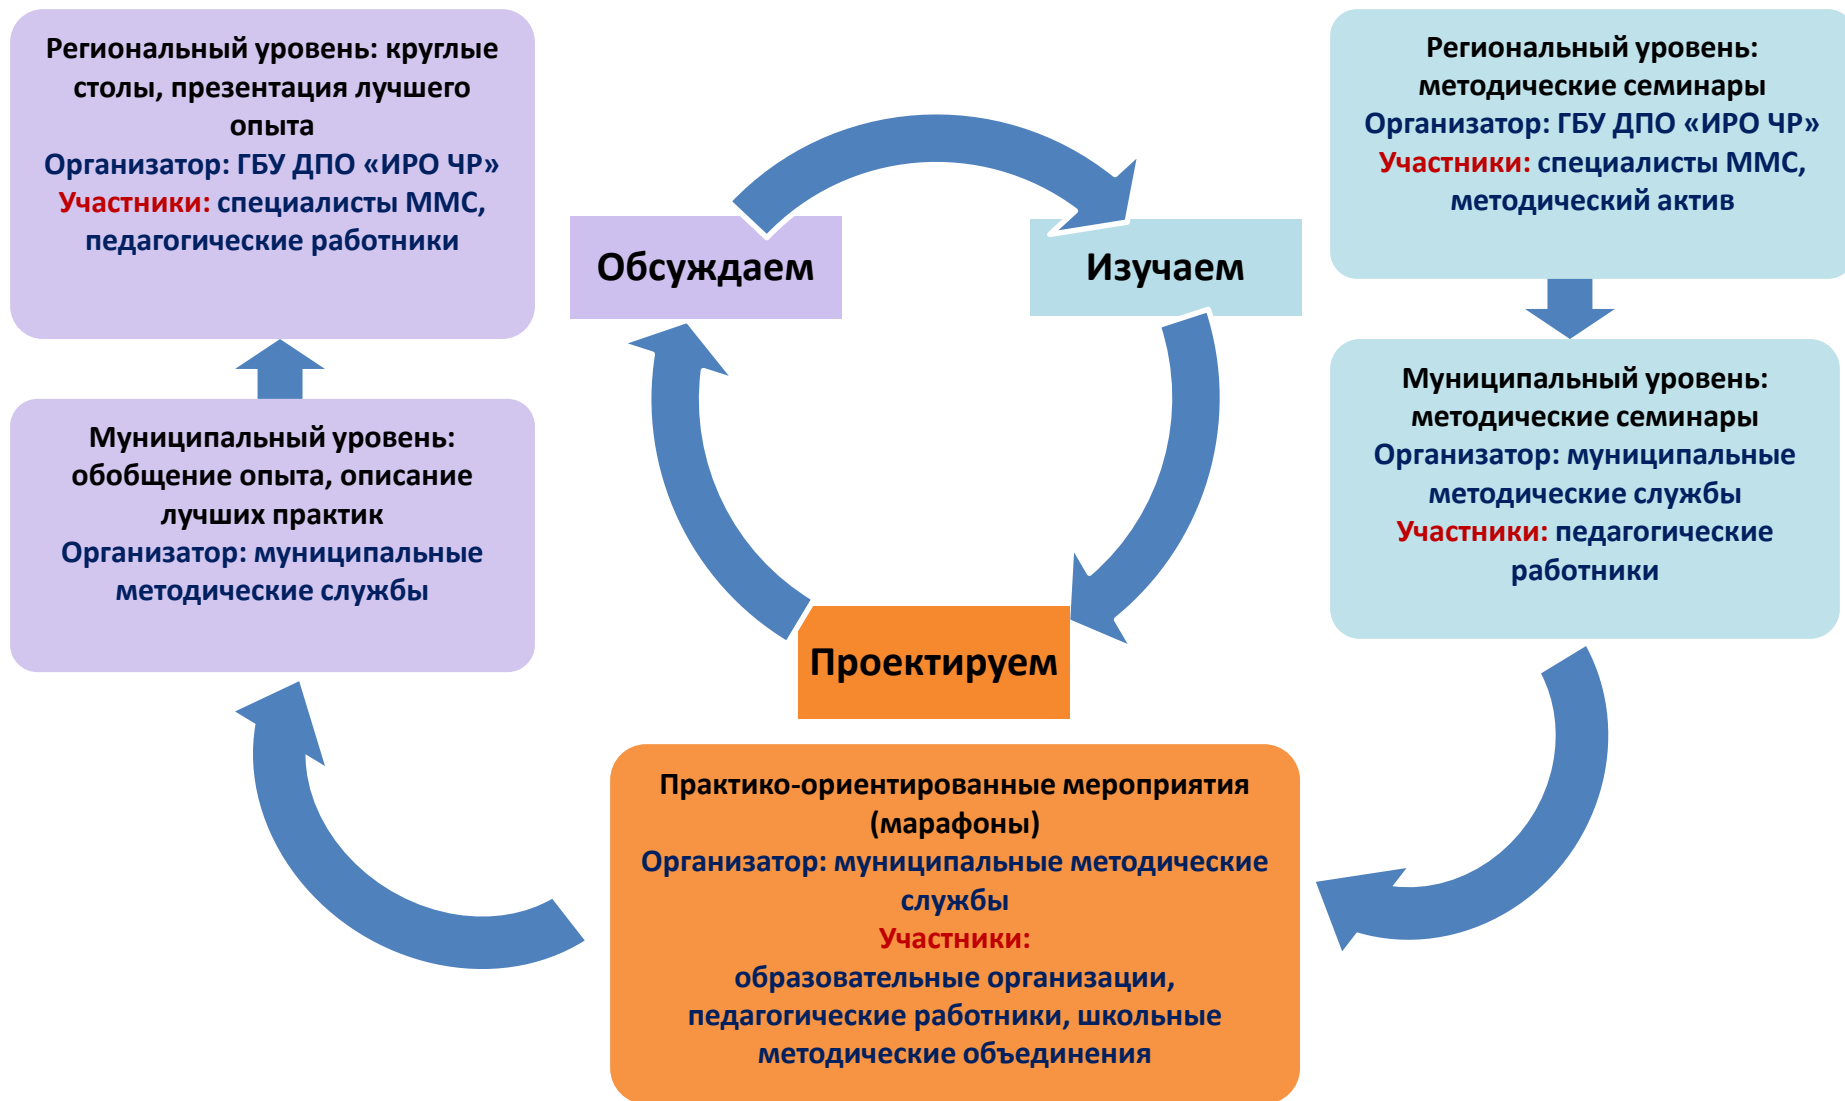 Региональный уровень: круглые
столы, презентация лучшего
опыта
Организатор: ГБУ ДПО «ИРО ЧР»
Участники: специалисты ММС,
педагогические работники
Муниципальный уровень:
обобщение опыта, описание
лучших практик
Организатор: муниципальные
методические службы
Обсуждаем
Изучаем
Проектируем
Региональный уровень:
методические семинары
Организатор: ГБУ ДПО «ИРО ЧР»
Участники: специалисты ММС,
методический актив
Муниципальный уровень:
методические семинары
Организатор: муниципальные
методические службы
Участники: педагогические
работники
Практико-ориентированные мероприятия
(марафоны)
Организатор: муниципальные методические
службы
Участники:
образовательные организации,
педагогические работники, школьные
методические объединения